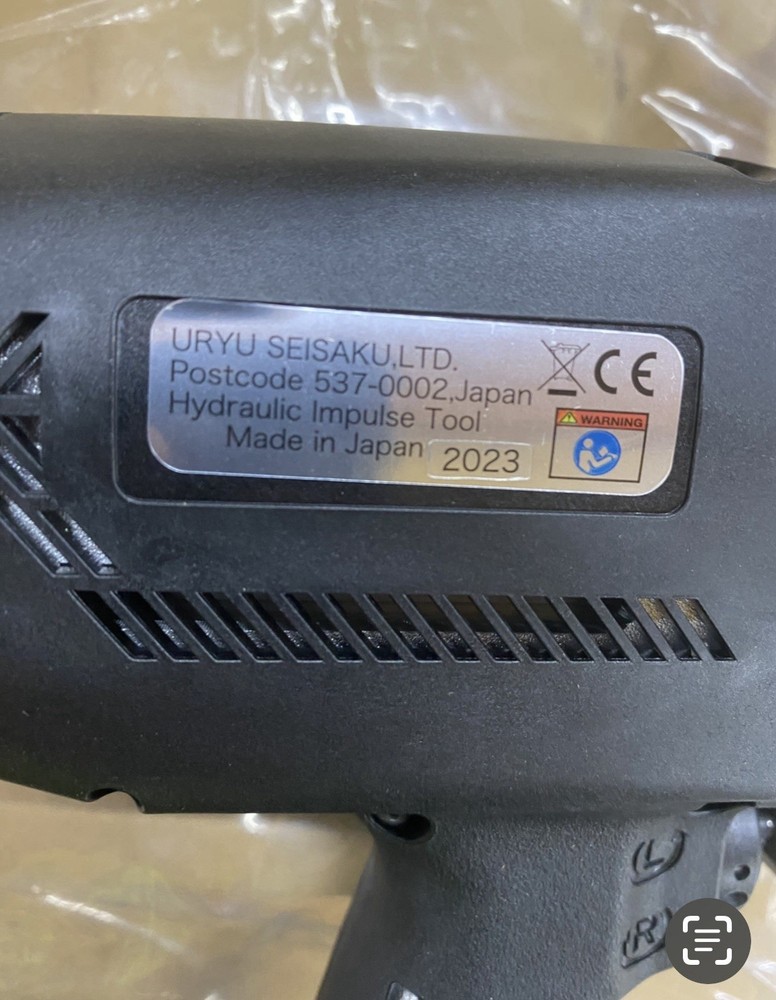 URYU SEISAKU,LTD.
Postcode 537-0002,Japan
Hydraulic Impulse Tool
Made in Japan 2023
CE
WARNING
L
R